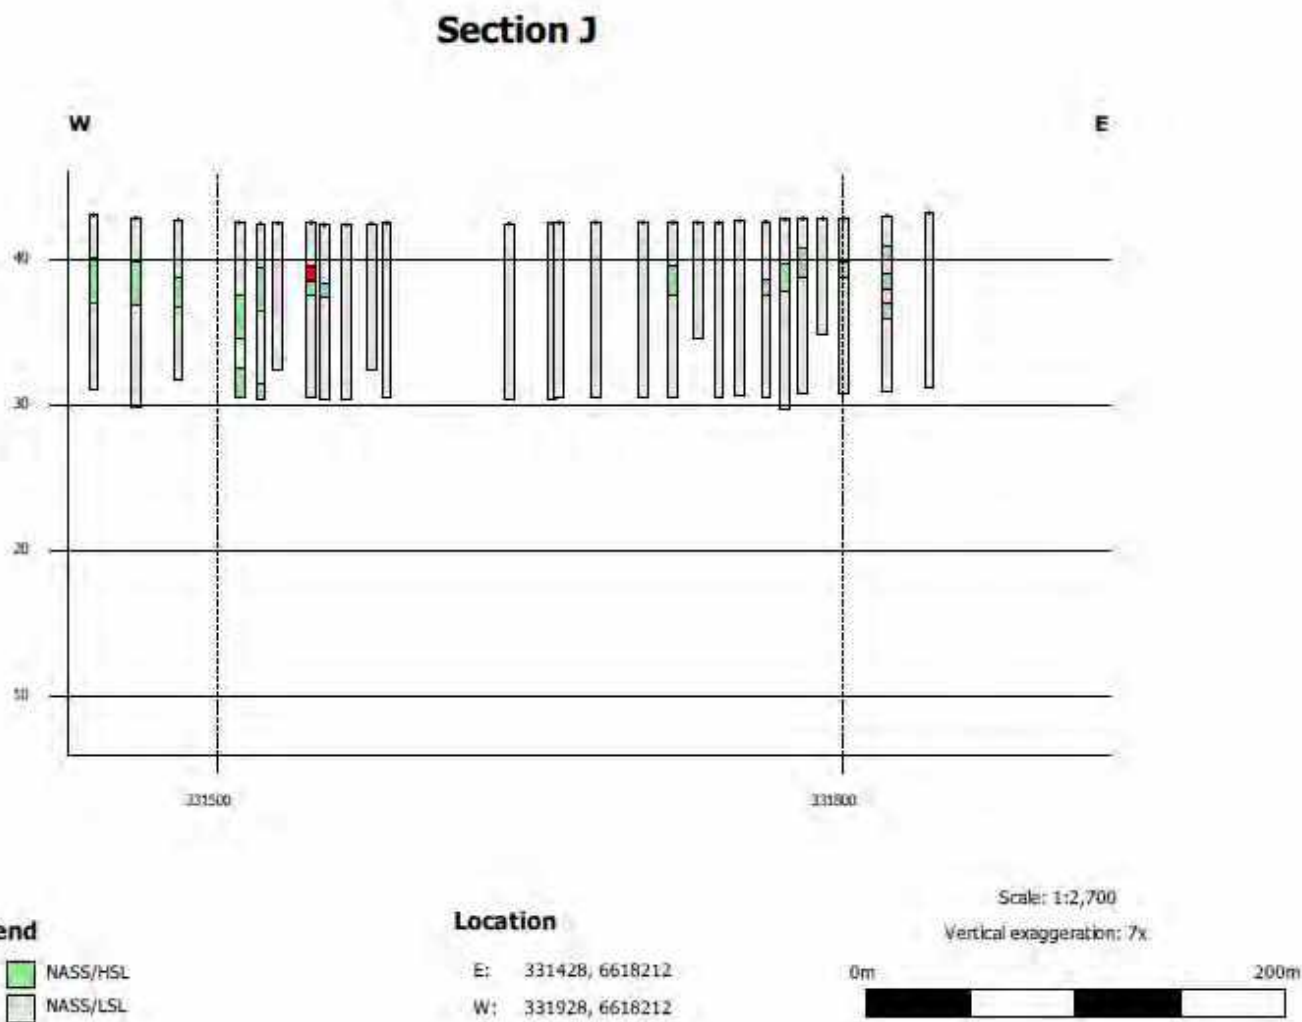 Section J
W
E
40
30
20
10
331500
331800
end
NASS/HSL
NASS/LSL
Location
E: 331428, 6618212
W: 331928, 6618212
Scale: 1:2,700
Vertical exaggeration: 7x
0m
200m